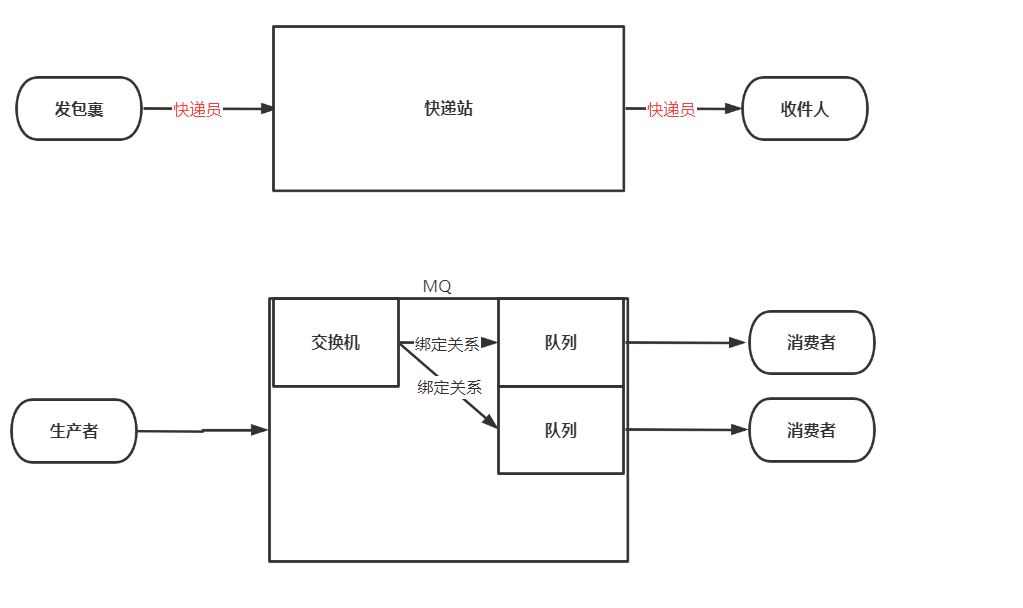 发包裹
快递员
快递站
快递员
收件人
MQ
交换机
绑定关系
队列
消费者
绑定关系
生产者
队列
消费者